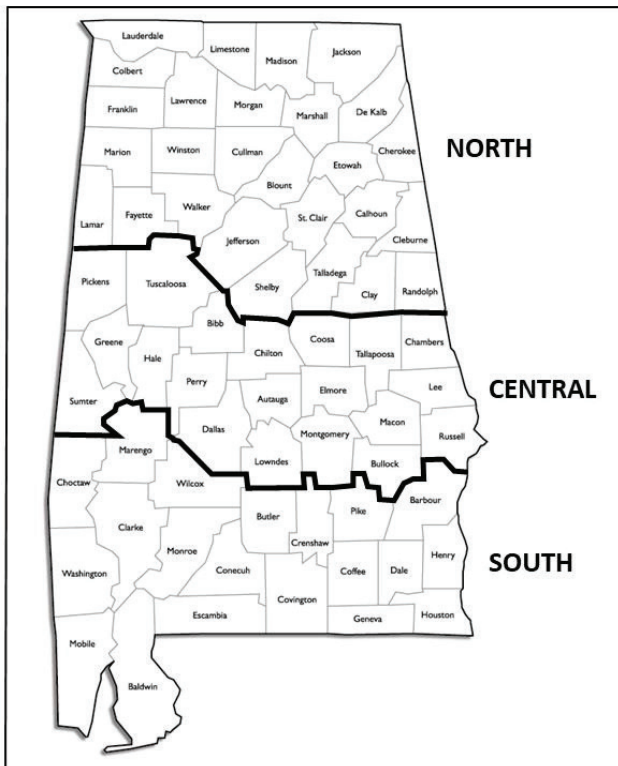 Lauderdale
Limestone
Madison
Jackson
Colbert
Franklin
Lawrence
Morgan
Marshall
De Kalb
Marion
Winston
Cullman
Etowah
Cherokee
NORTH
Blount
Lamar
Fayette
Walker
Jefferson
St. Clair
Calhoun
Cleburne
Pickens
Tuscaloosa
Shelby
Talladega
Clay
Randolph
Bibb
Greene
Hale
Chilton
Coosa
Tallapoosa
Chambers
Perry
Sumter
Autauga
Elmore
Lee
CENTRAL
Dallas
Montgomery
Macon
Russell
Marengo
Lowndes
Bullock
Choctaw
Wilcox
Clarke
Butler
Pike
Barbour
Crenshaw
Monroe
Washington
Conecuh
Coffee
Dale
Henry
SOUTH
Covington
Escambia
Geneva
Houston
Mobile
Baldwin